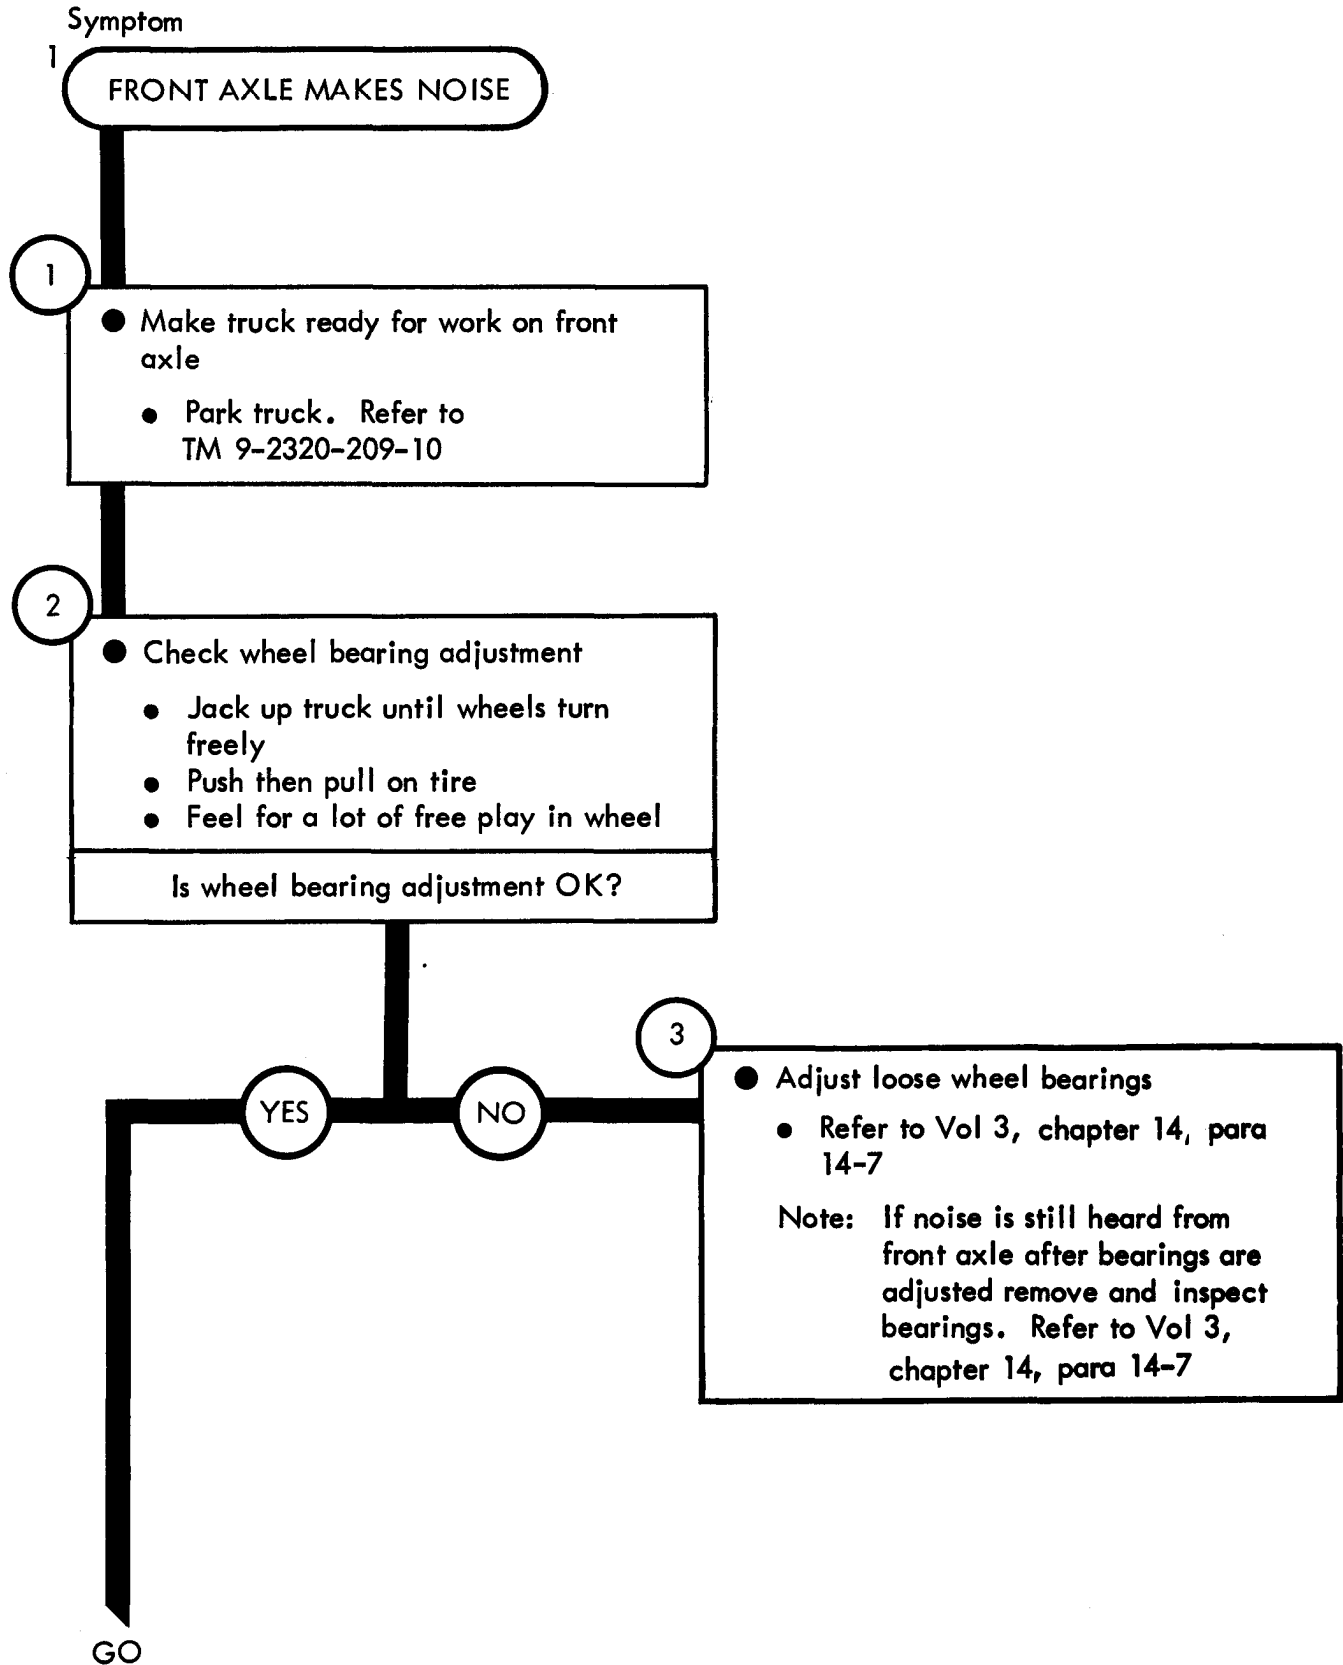 Symptom
1
FRONT AXLE MAKES NOISE
1
● Make truck ready for work on front
axle
● Park truck. Refer to
TM 9-2320-209-10
2
● Check wheel bearing adjustment
● Jack up truck until wheels turn
freely
● Push then pull on tire
● Feel for a lot of free play in wheel
Is wheel bearing adjustment OK?
YES
NO
3
● Adjust loose wheel bearings
● Refer to Vol 3, chapter 14, para
14-7
Note: If noise is still heard from
front axle after bearings are
adjusted remove and inspect
bearings. Refer to Vol 3,
chapter 14, para 14-7
GO